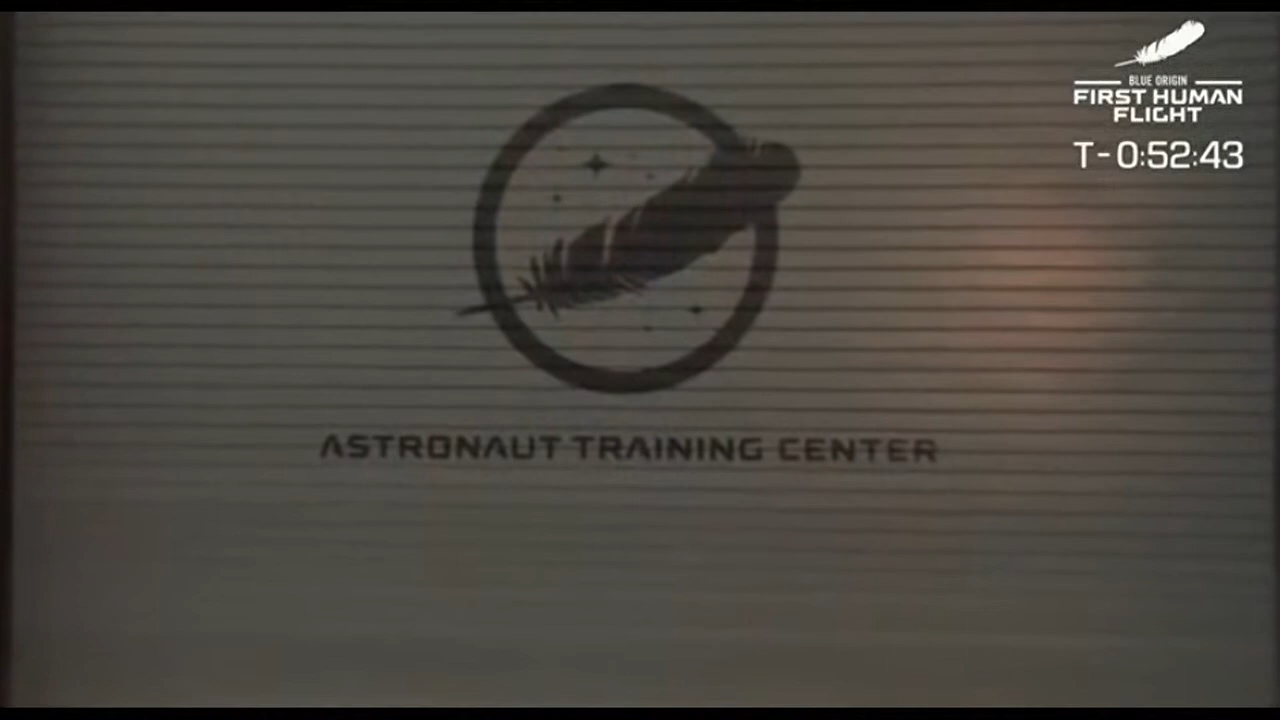 BLUE ORIGIN
FIRST HUMAN
FLIGHT
T-0:52:43
ASTRONAUT TRAINING CENTER